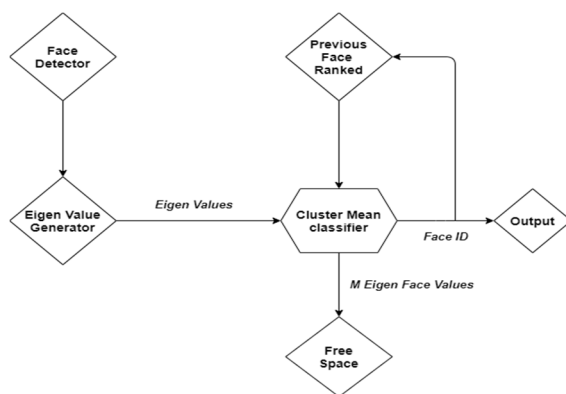 Face
Detector
Previous
Face
Ranked
Eigen Value
Generator
Eigen Values
Cluster Mean
classifier
Face ID
Output
M Eigen Face Values
Free
Space